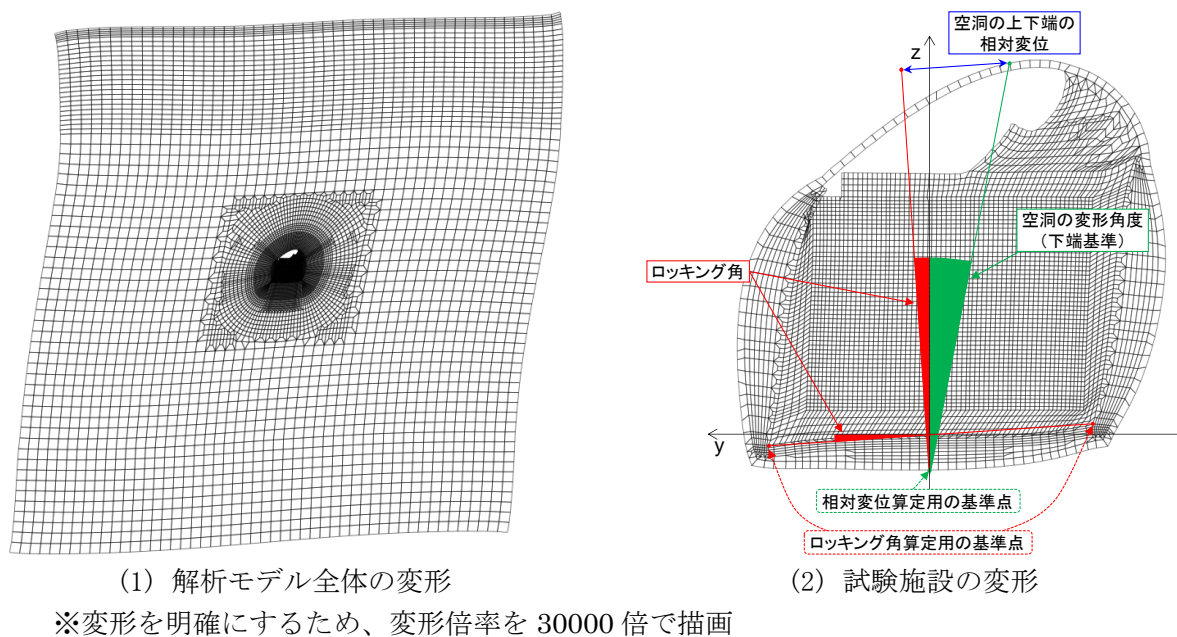 空洞の上下端の
相対変位
z
空洞の変形角度
（下端基準）
ロッキング角
y
相対変位算定用の基準点
ロッキング角算定用の基準点
(1) 解析モデル全体の変形
(2) 試験施設の変形
※変形を明確にするため、変形倍率を 30000 倍で描画